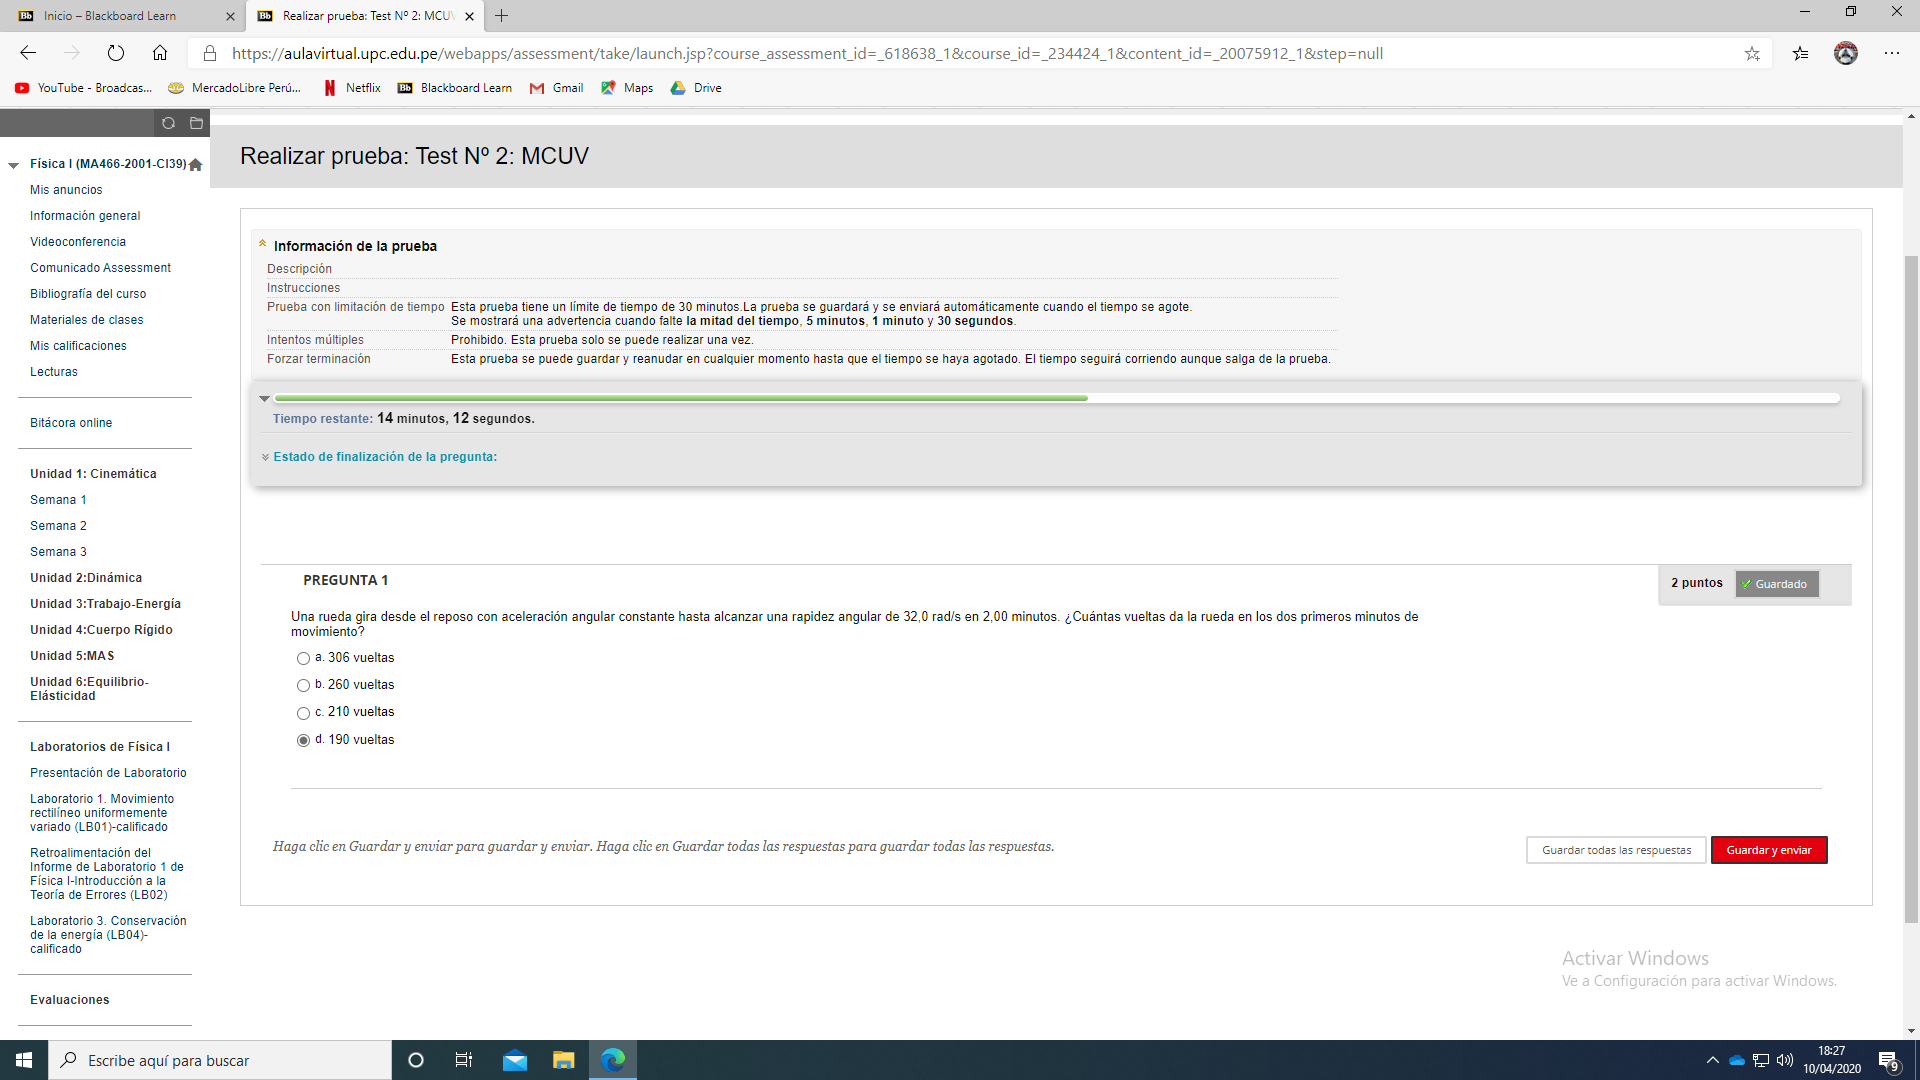 Inicio – Blackboard Learn
Realizar prueba: Test Nº 2: MCUV
https://aulavirtual.upc.edu.pe/webapps/assessment/take/launch.jsp?course_assessment_id=_618638_1&course_id=_234424_1&content_id=_20075912_1&step=null
YouTube - Broadcas... MercadoLibre Perú... Netflix Blackboard Learn Gmail Maps Drive
Física I (MA466-2001-CI39)
Mis anuncios
Información general
Videoconferencia
Comunicado Assessment
Bibliografía del curso
Materiales de clases
Mis calificaciones
Lecturas
Bitácora online
Unidad 1: Cinemática
Semana 1
Semana 2
Semana 3
Unidad 2:Dinámica
Unidad 3:Trabajo-Energía
Unidad 4:Cuerpo Rígido
Unidad 5:MAS
Unidad 6:Equilibrio-
Elásticidad
Laboratorios de Física I
Presentación de Laboratorio
Laboratorio 1. Movimiento
rectilíneo uniformemente
variado (LB01)-calificado
Retroalimentación del
Informe de Laboratorio 1 de
Física I-Introducción a la
Teoría de Errores (LB02)
Laboratorio 3. Conservación
de la energía (LB04)-
calificado
Evaluaciones
Realizar prueba: Test Nº 2: MCUV
Información de la prueba
Descripción
Instrucciones
Prueba con limitación de tiempo Esta prueba tiene un límite de tiempo de 30 minutos.La prueba se guardará y se enviará automáticamente cuando el tiempo se agote.
Se mostrará una advertencia cuando falte la mitad del tiempo, 5 minutos, 1 minuto y 30 segundos.
Intentos múltiples Prohibido. Esta prueba solo se puede realizar una vez.
Forzar terminación Esta prueba se puede guardar y reanudar en cualquier momento hasta que el tiempo se haya agotado. El tiempo seguirá corriendo aunque salga de la prueba.
Tiempo restante: 14 minutos, 12 segundos.
Estado de finalización de la pregunta:
PREGUNTA 1
2 puntos Guardado
Una rueda gira desde el reposo con aceleración angular constante hasta alcanzar una rapidez angular de 32,0 rad/s en 2,00 minutos. ¿Cuántas vueltas da la rueda en los dos primeros minutos de
movimiento?
a. 306 vueltas
b. 260 vueltas
c. 210 vueltas
d. 190 vueltas
Haga clic en Guardar y enviar para guardar y enviar. Haga clic en Guardar todas las respuestas para guardar todas las respuestas.
Guardar todas las respuestas Guardar y enviar
Activar Windows
Ve a Configuración para activar Windows.
Escribe aquí para buscar
18:27
10/04/2020
9